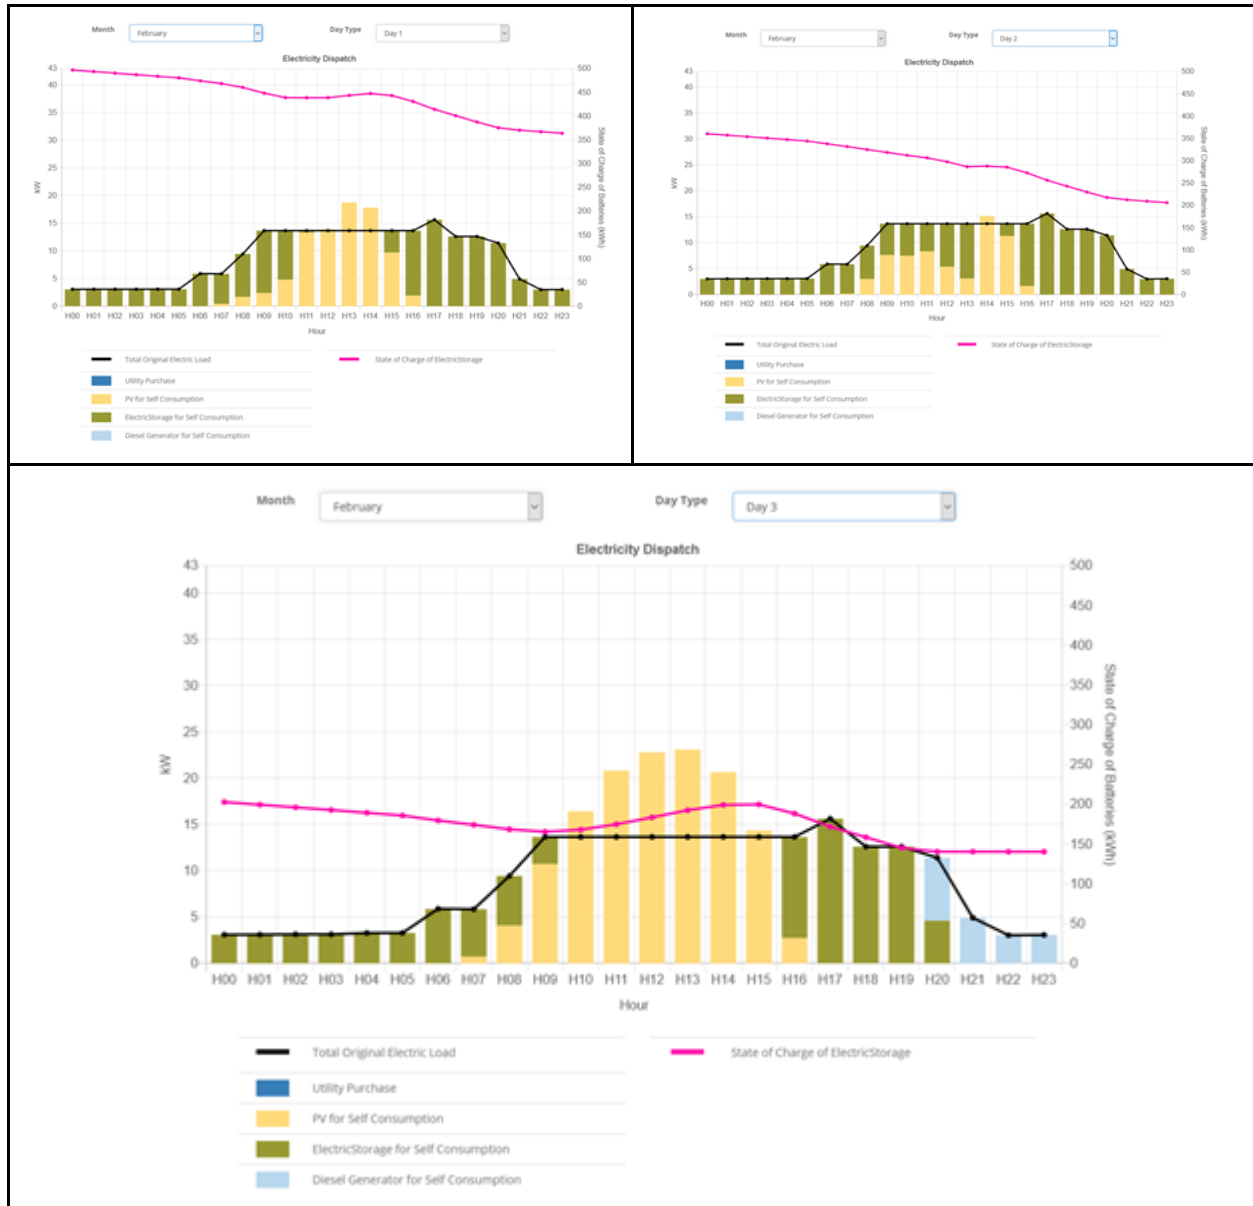 Month February Day Type Day 1
Electricity Dispatch
43
40
35
30
25
20
15
10
5
0
kW
500
450
400
350
300
250
200
150
100
50
0
State of Charge of Batteries (kWh)
H00 H01 H02 H03 H04 H05 H06 H07 H08 H09 H10 H11 H12 H13 H14 H15 H16 H17 H18 H19 H20 H21 H22 H23
Hour
Total Original Electric Load
State of Charge of ElectricStorage
Utility Purchase
PV for Self Consumption
ElectricStorage for Self Consumption
Diesel Generator for Self Consumption
Month February Day Type Day 2
Electricity Dispatch
43
40
35
30
25
20
15
10
5
0
kW
500
450
400
350
300
250
200
150
100
50
0
State of Charge of Batteries (kWh)
H00 H01 H02 H03 H04 H05 H06 H07 H08 H09 H10 H11 H12 H13 H14 H15 H16 H17 H18 H19 H20 H21 H22 H23
Hour
Total Original Electric Load
State of Charge of ElectricStorage
Utility Purchase
PV for Self Consumption
ElectricStorage for Self Consumption
Diesel Generator for Self Consumption
Month February Day Type Day 3
Electricity Dispatch
43
40
35
30
25
20
15
10
5
0
kW
500
450
400
350
300
250
200
150
100
50
0
State of Charge of Batteries (kWh)
H00 H01 H02 H03 H04 H05 H06 H07 H08 H09 H10 H11 H12 H13 H14 H15 H16 H17 H18 H19 H20 H21 H22 H23
Hour
Total Original Electric Load
State of Charge of ElectricStorage
Utility Purchase
PV for Self Consumption
ElectricStorage for Self Consumption
Diesel Generator for Self Consumption